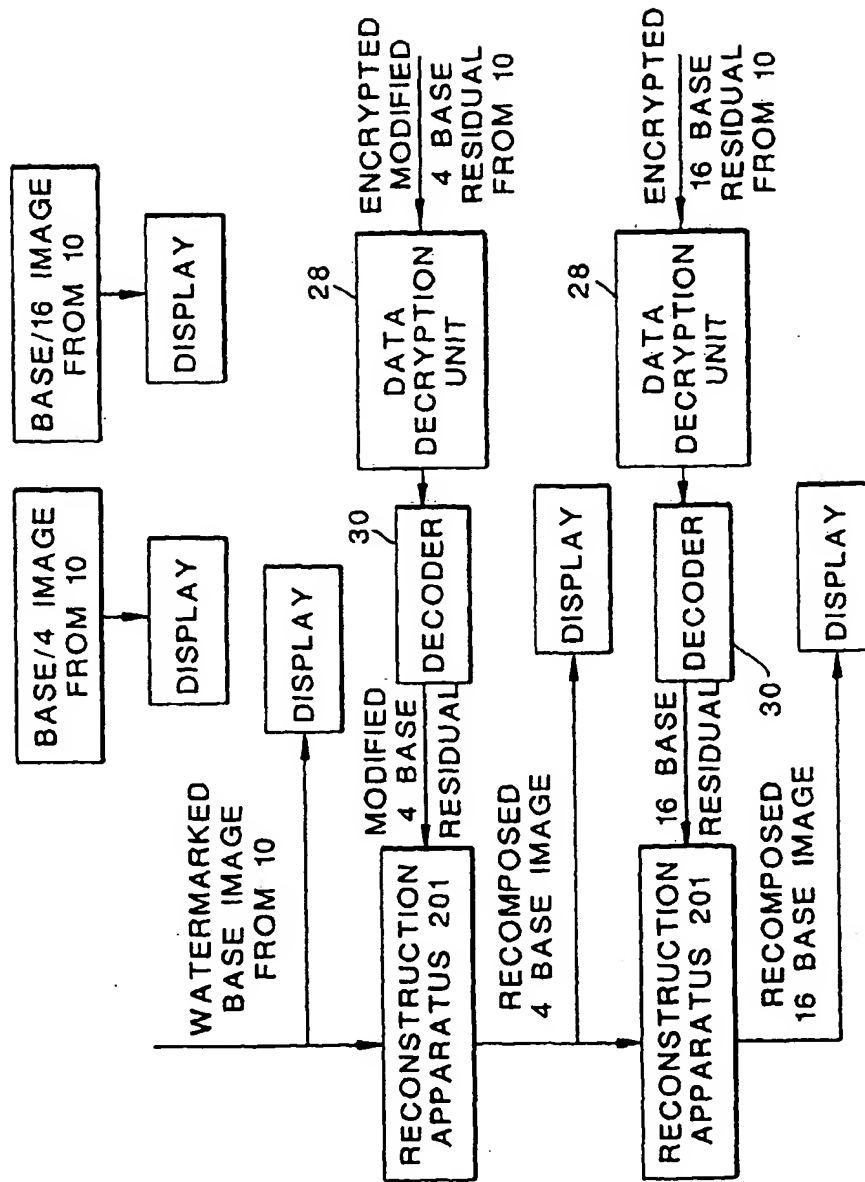 BASE/16 IMAGE
FROM 10
DISPLAY
BASE/4 IMAGE
FROM 10
DISPLAY
WATERMARKED
BASE IMAGE
FROM 10
DISPLAY
ENCRYPTED
MODIFIED
4 BASE
RESIDUAL
FROM 10
28
DATA
DECRYPTION
UNIT
30
DECODER
MODIFIED
4 BASE
RESIDUAL
RECONSTRUCTION
APPARATUS 201
RECOMPOSED
4 BASE IMAGE
DISPLAY
ENCRYPTED
16 BASE
RESIDUAL
FROM 10
28
DATA
DECRYPTION
UNIT
DECODER
30
16 BASE
RESIDUAL
RECONSTRUCTION
APPARATUS 201
RECOMPOSED
16 BASE IMAGE
DISPLAY